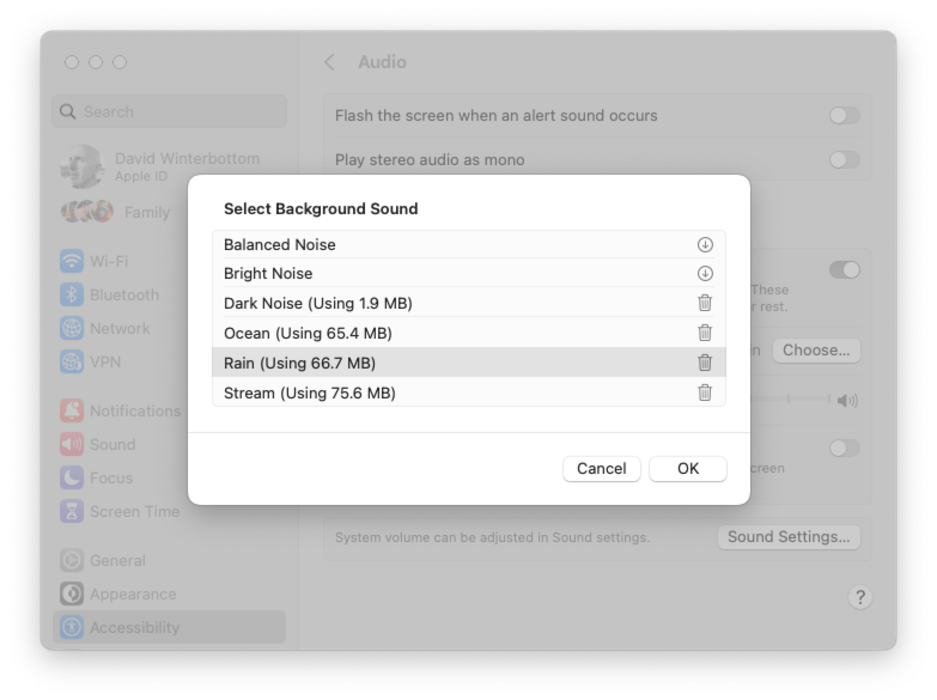 Audio
Search
Flash the screen when an alert sound occurs
David Winterbottom
Apple ID
Play stereo audio as mono
Family
Select Background Sound
Balanced Noise
Bright Noise
Dark Noise (Using 1.9 MB)
Ocean (Using 65.4 MB)
Rain (Using 66.7 MB)
Stream (Using 75.6 MB)
Cancel
OK
Wi-Fi
Bluetooth
Network
VPN
Notifications
Sound
Focus
Screen Time
General
Appearance
Accessibility
These
r rest.
Choose...
creen
System volume can be adjusted in Sound settings.
Sound Settings...
?